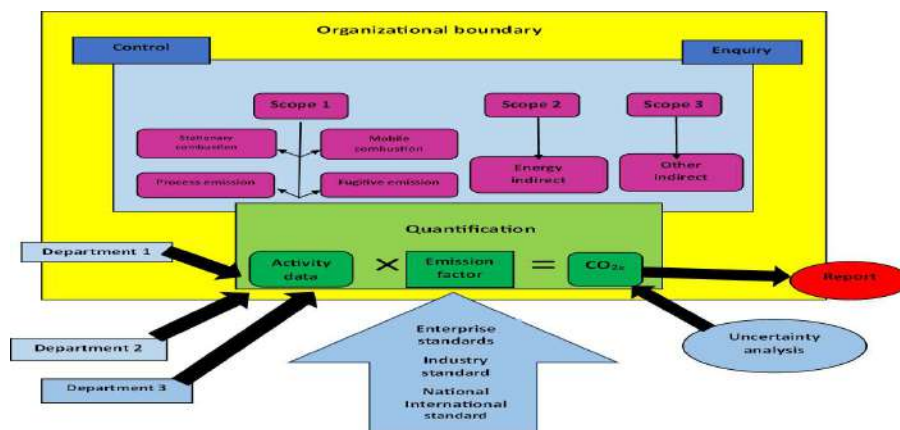 Organizational boundary
Control
Enquiry
Scope 1
Scope 2
Scope 3
Stationary
combustion
Mobile
combustion
Process emission
Fugitive emission
Energy
indirect
Other
indirect
Quantification
Department 1
Activity
data
×
Emission
factor
=
CO₂ₑ
Report
Department 2
Department 3
Enterprise
standards
Industry
standard
National
International
standard
Uncertainty
analysis